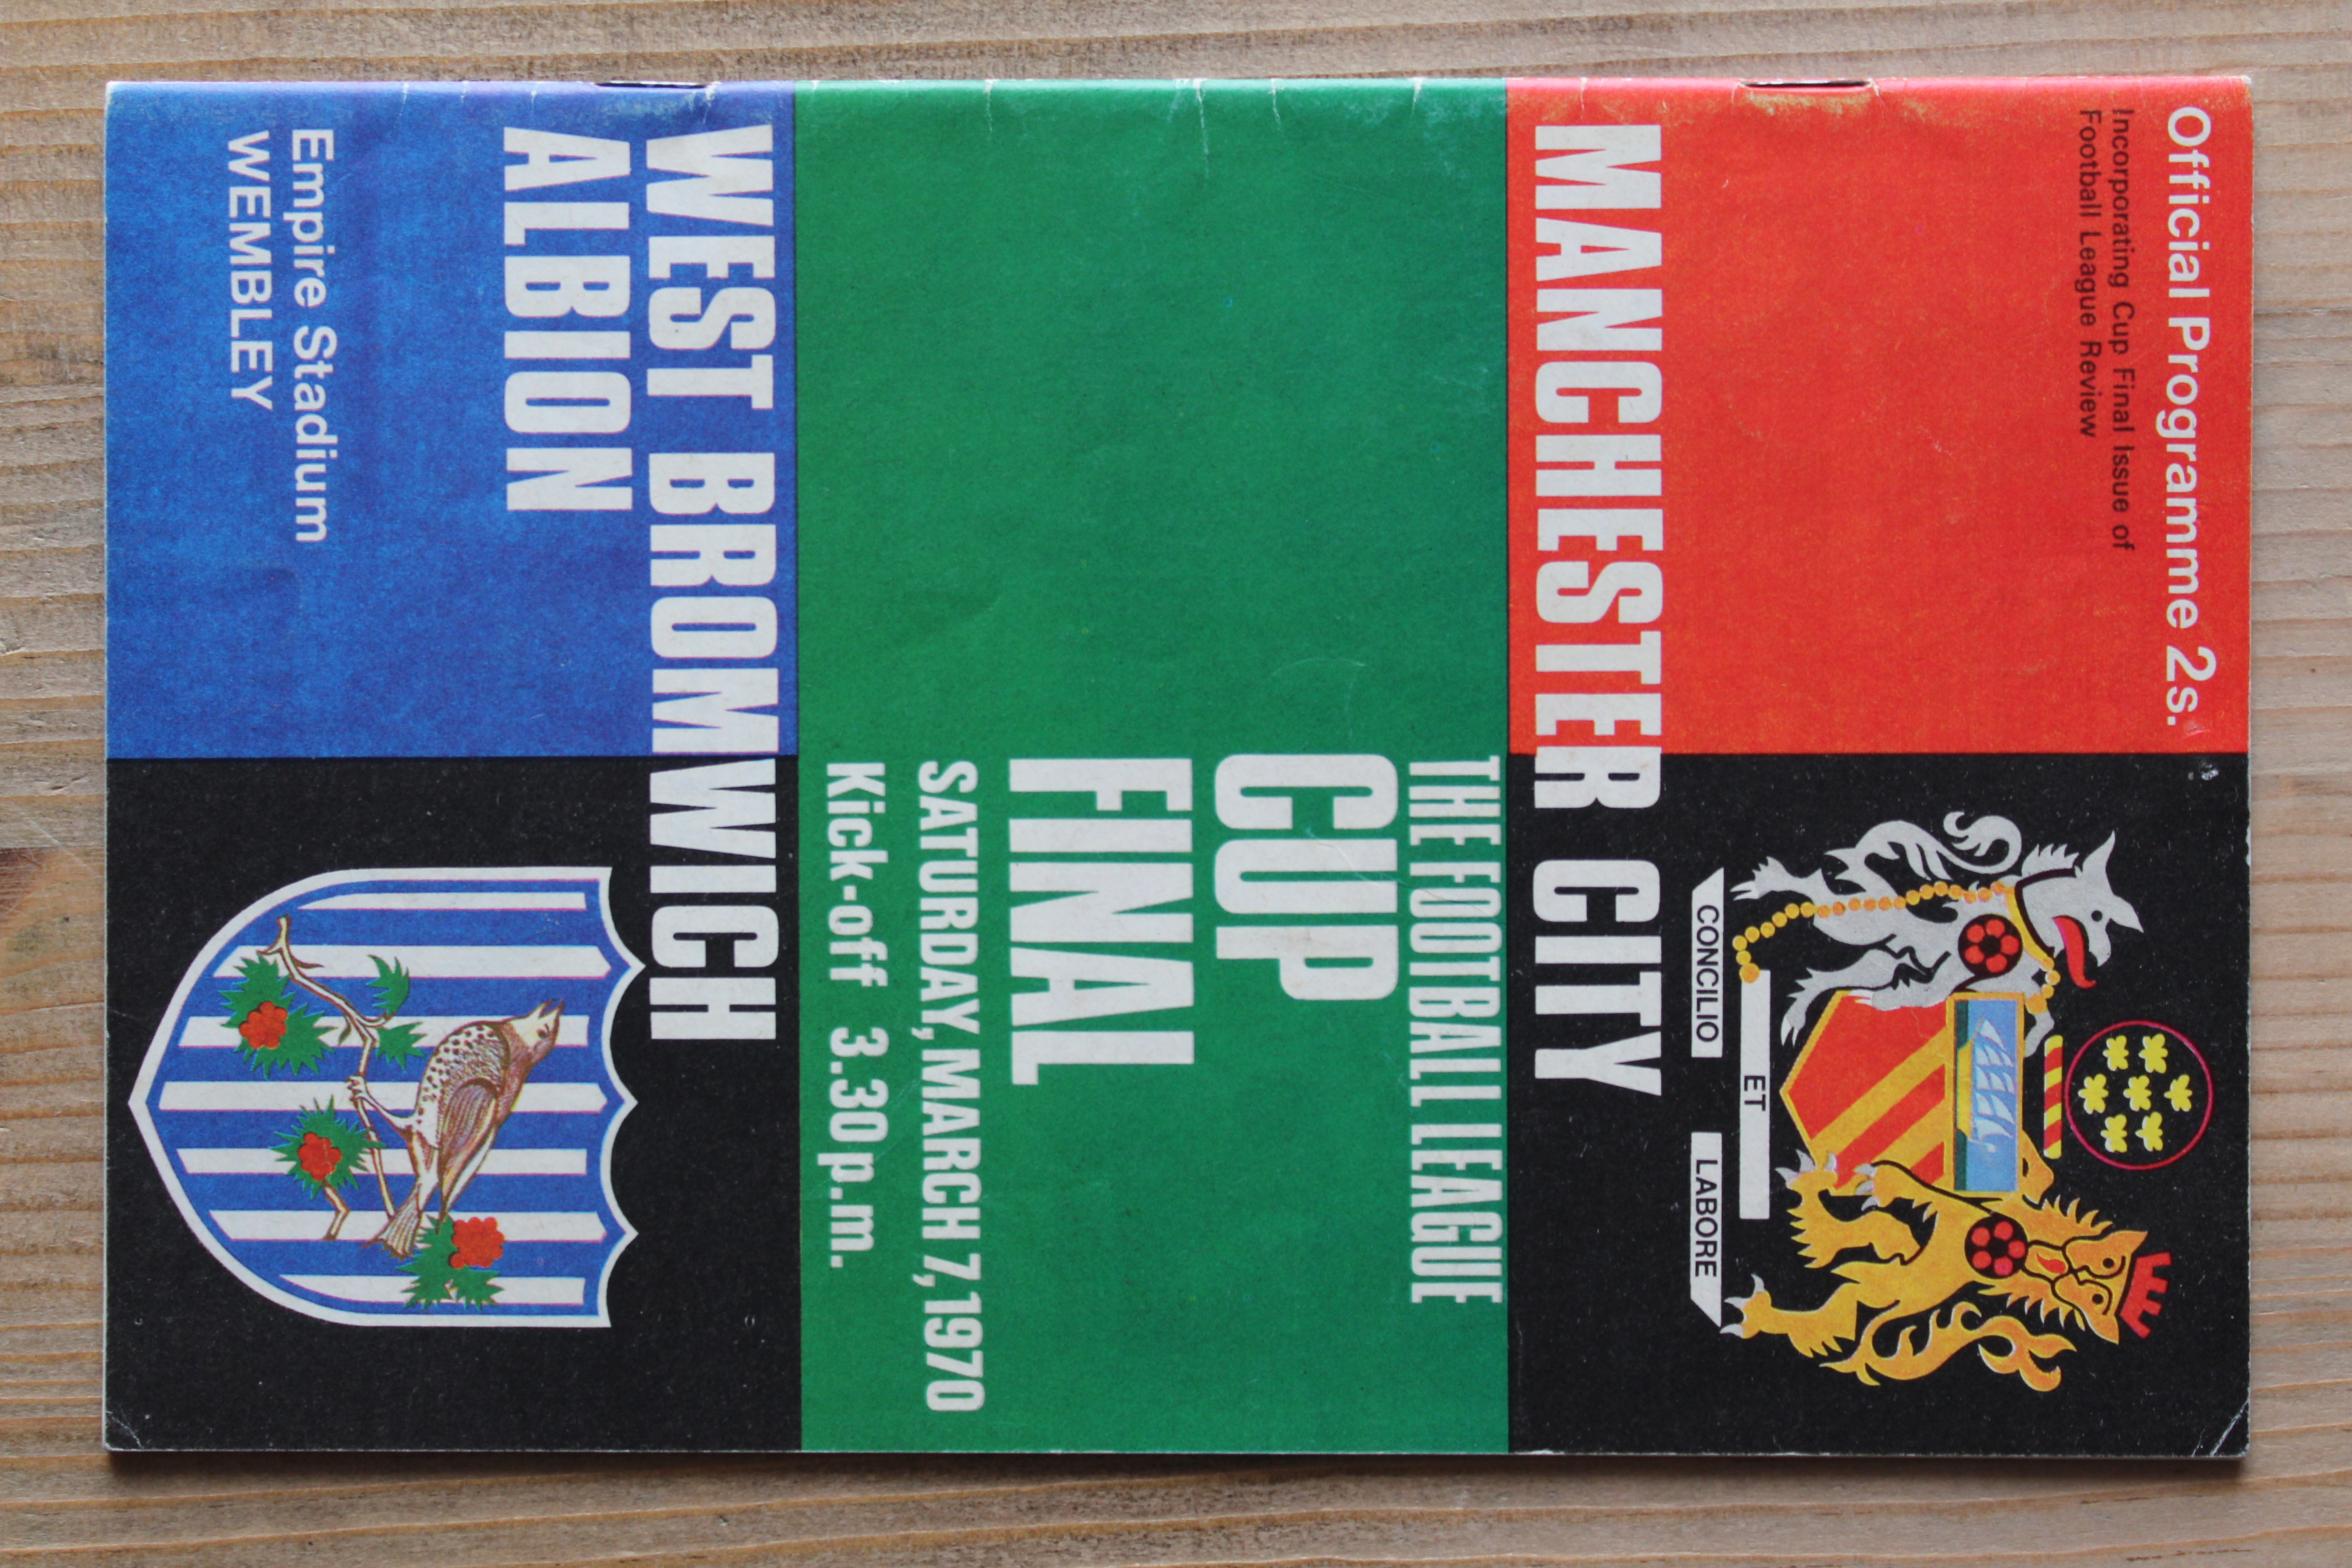 Official Programme 2s.
Incorporating Cup Final Issue of
Football League Review
CONCILIO ET LABORE
MANCHESTER CITY
THE FOOTBALL LEAGUE
CUP
FINAL
SATURDAY, MARCH 7, 1970
Kick-off 3.30 p.m.
WEST BROMWICH
ALBION
Empire Stadium
WEMBLEY